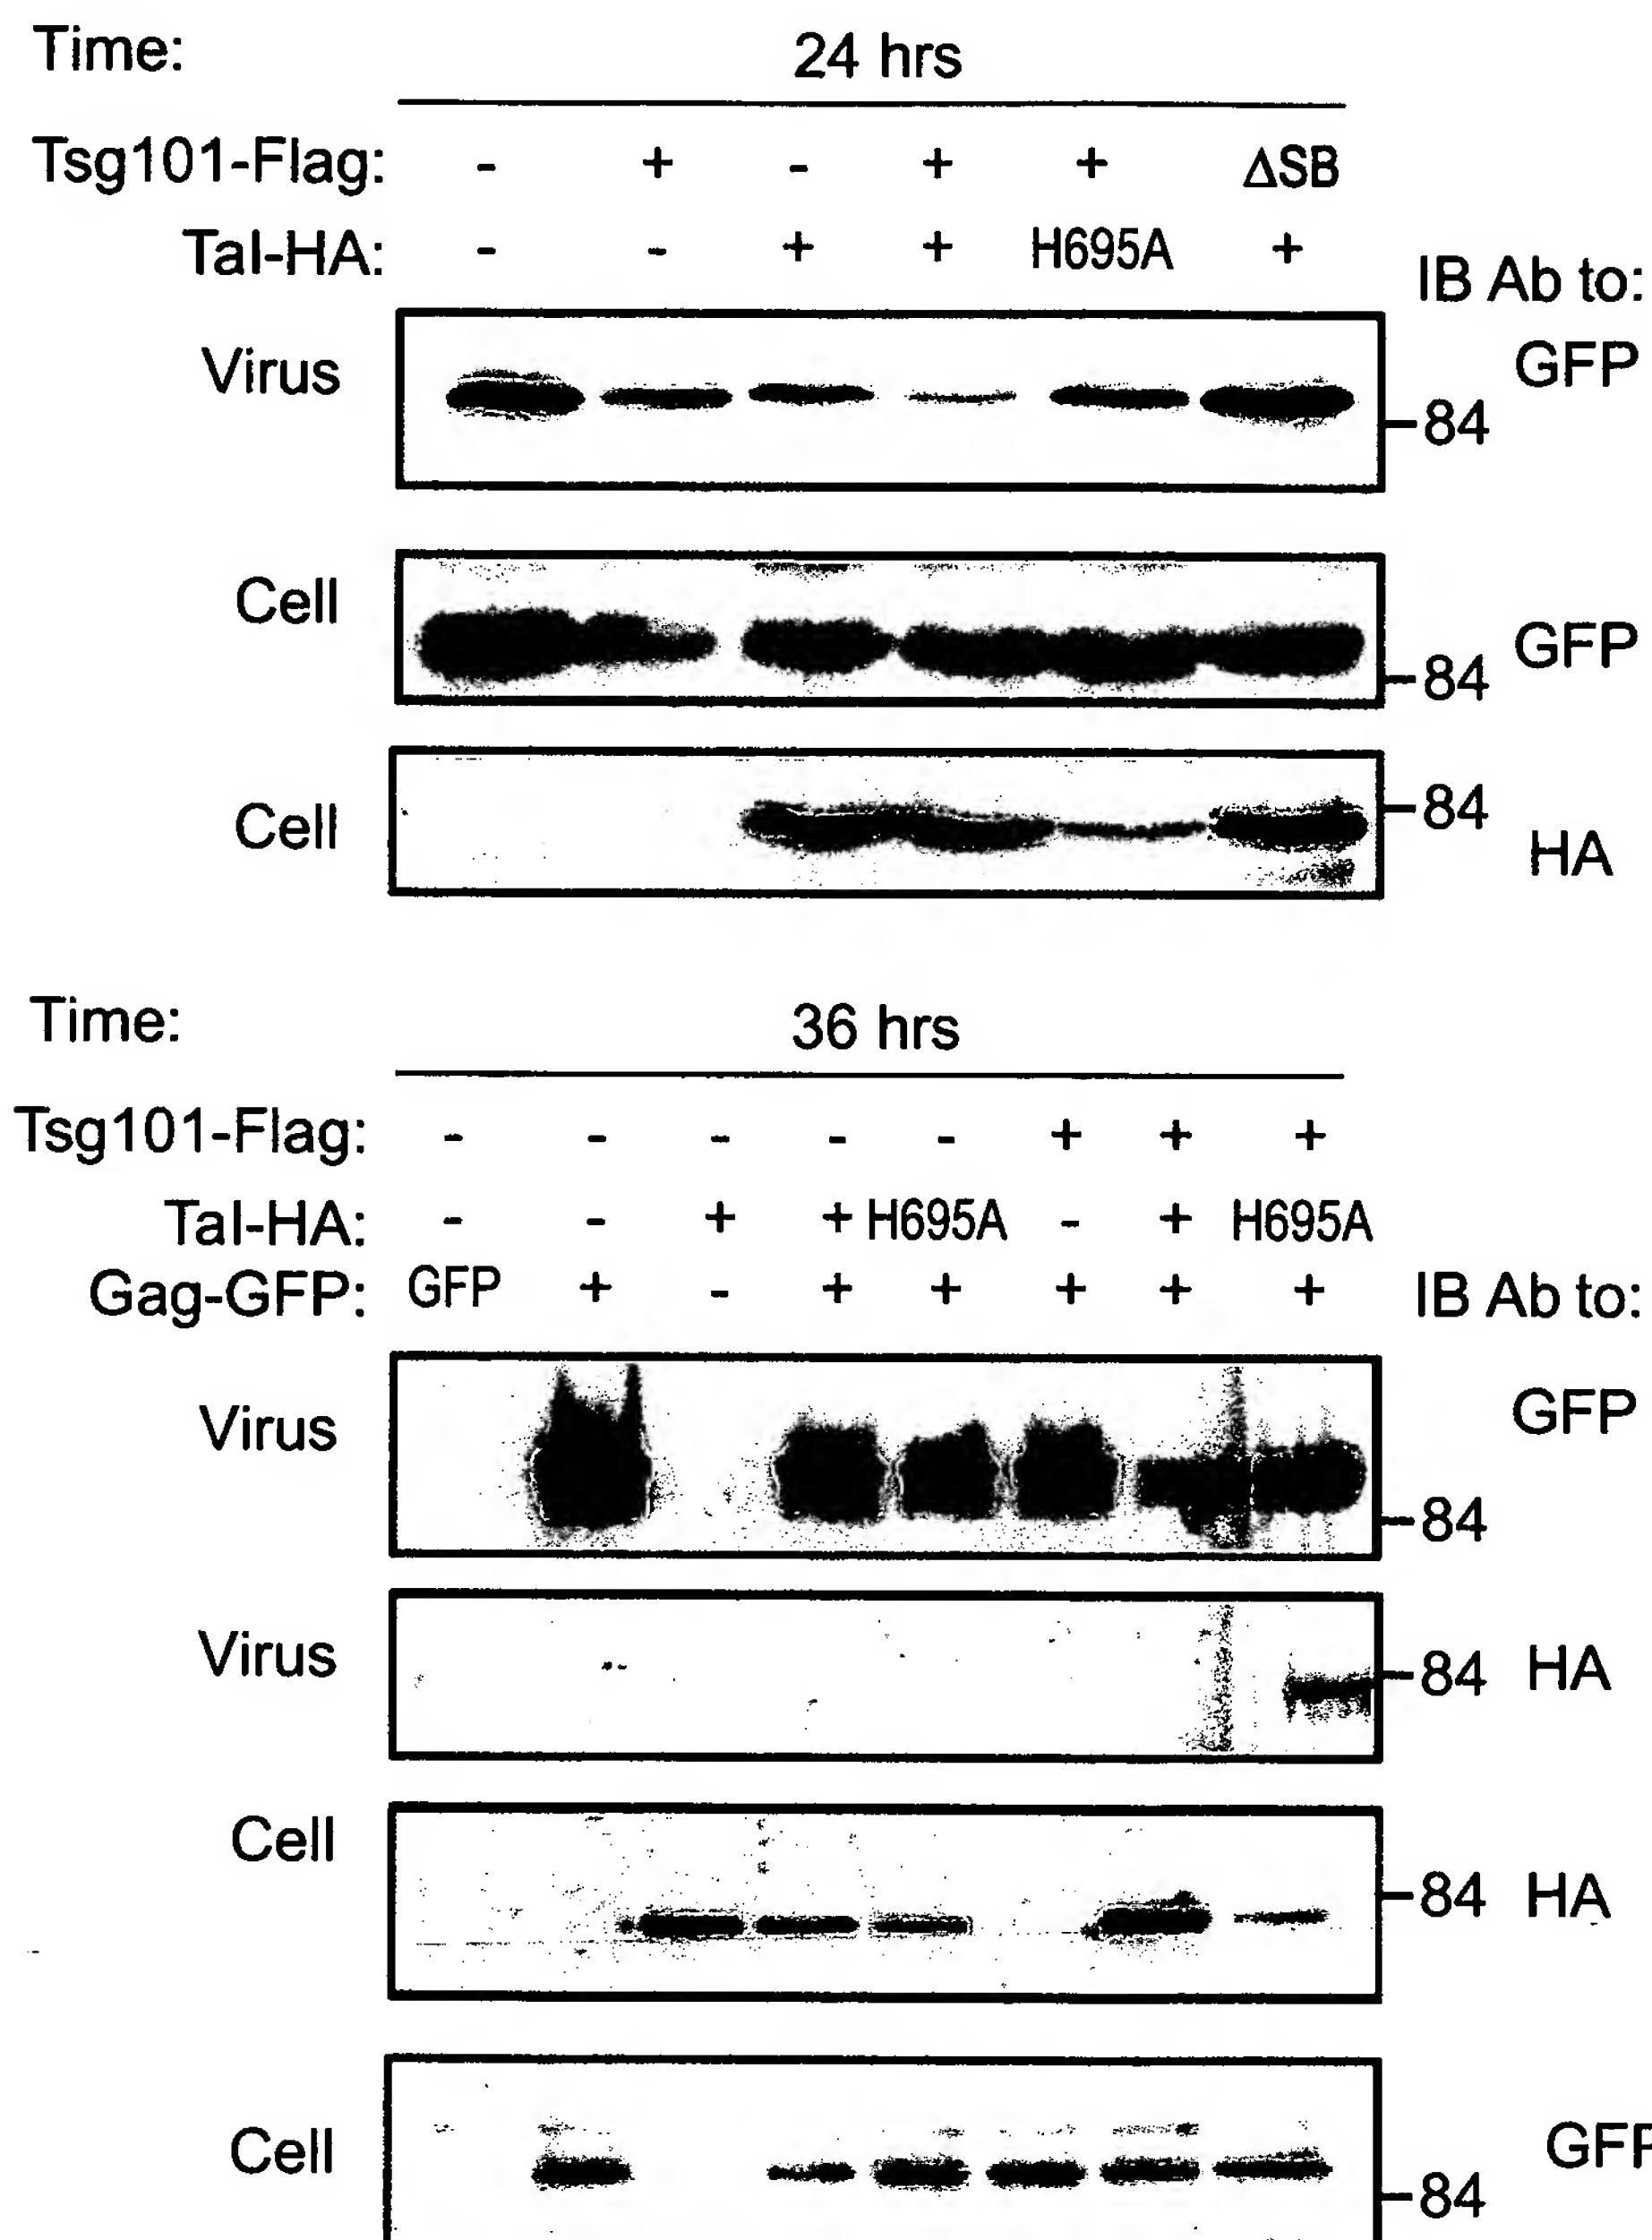 Time: 24 hrs
Tsg101-Flag: - + - + + ΔSB
Tal-HA: - - + + H695A +
IB Ab to:
Virus GFP
84
Cell GFP
84
Cell 84
HA
Time: 36 hrs
Tsg101-Flag: - - - - - + + +
Tal-HA: - - + + H695A - + H695A
Gag-GFP: GFP + - + + + + + IB Ab to:
Virus GFP
84
Virus 84 HA
Cell
84 HA
Cell GFP
84